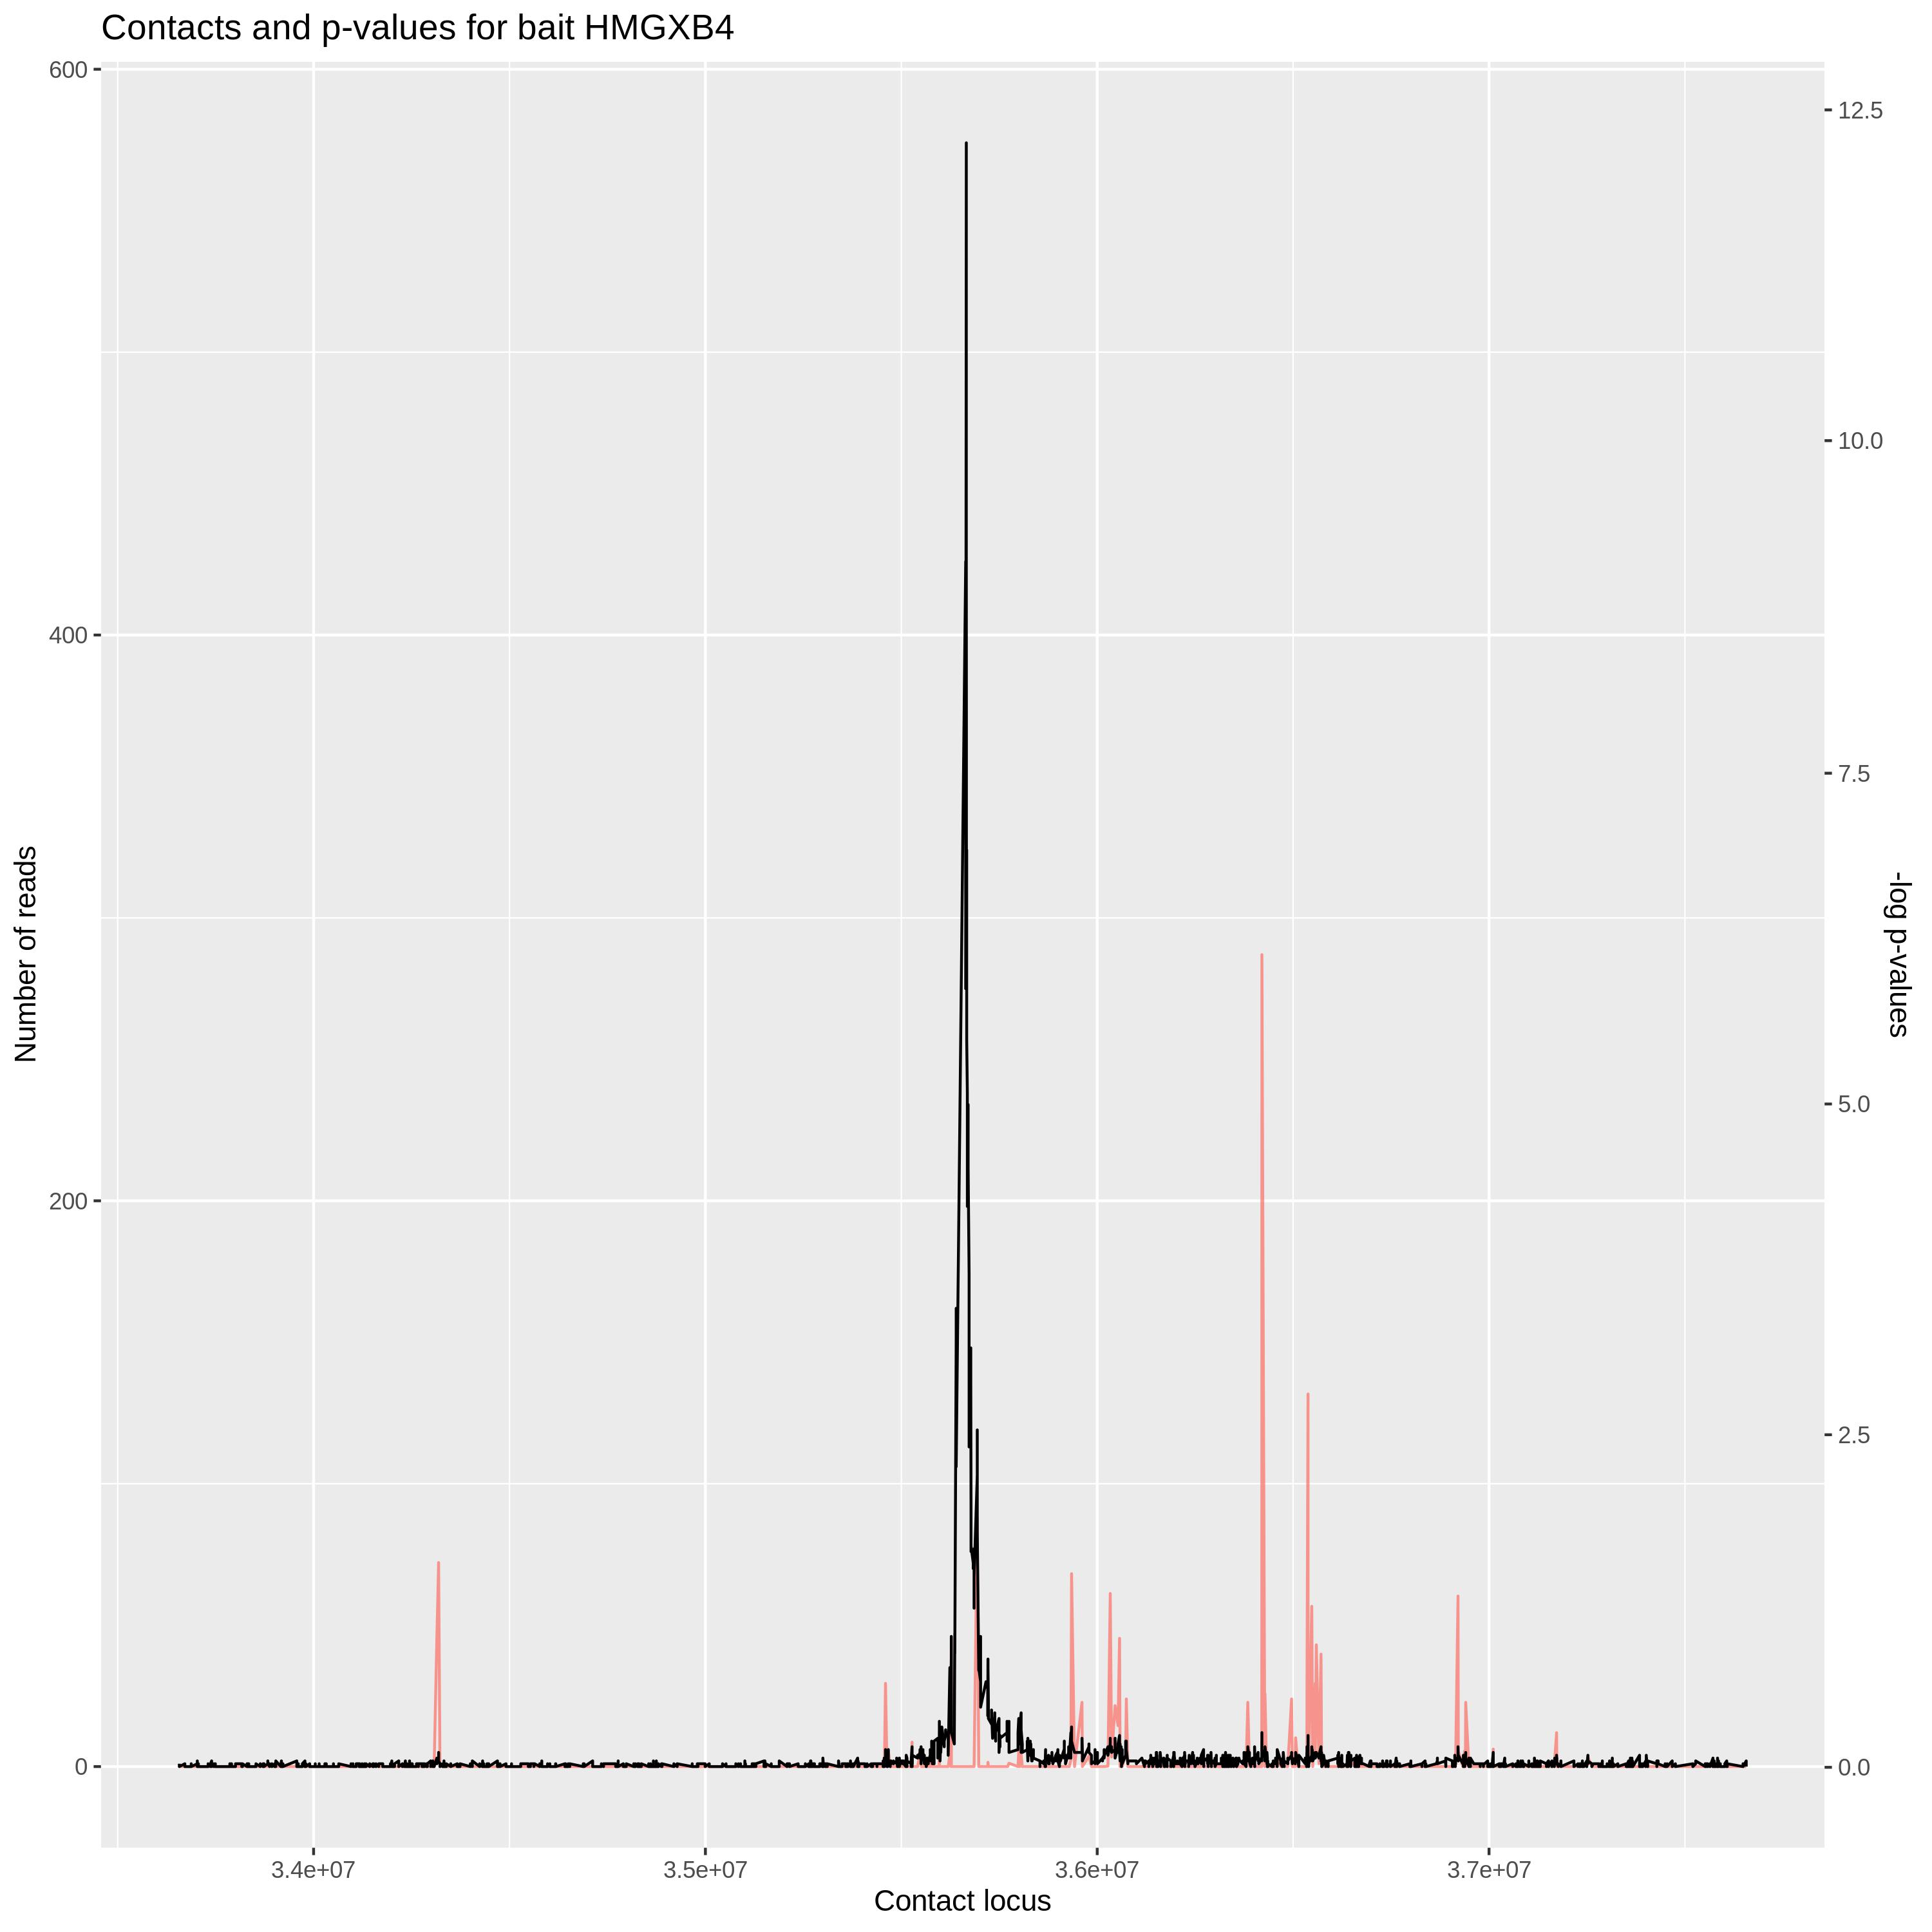 Contacts and p-values for bait HMGXB4
600
400
200
0
Number of reads
12.5
10.0
7.5
5.0
2.5
0.0
-log p-values
3.4e+07
3.5e+07
3.6e+07
3.7e+07
Contact locus